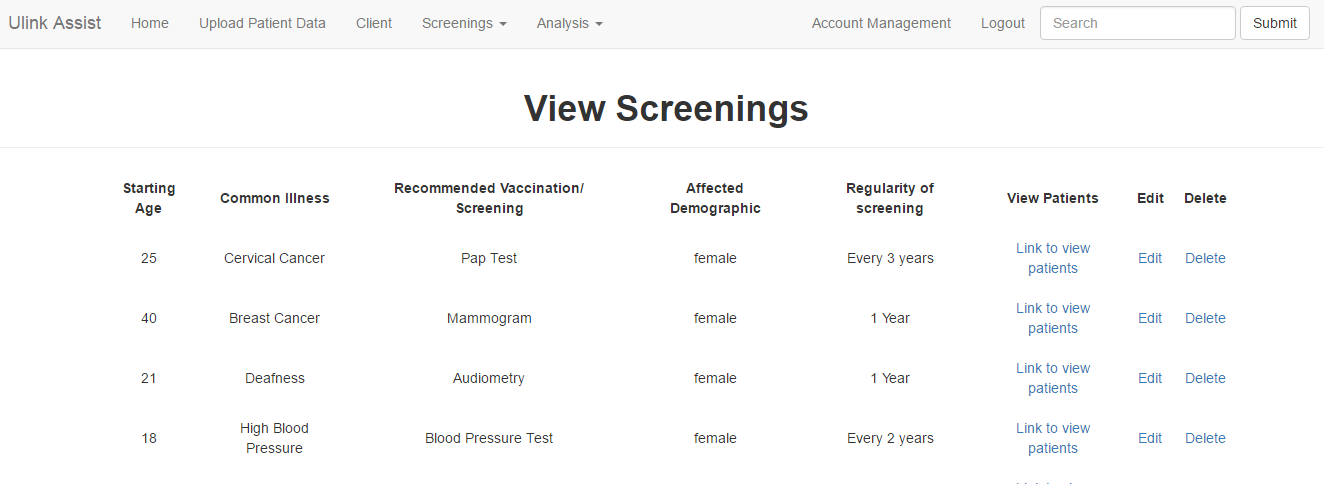 Ulink Assist Home Upload Patient Data Client Screenings Analysis Account Management Logout Search Submit
View Screenings
Starting Age Common Illness Recommended Vaccination/ Screening Affected Demographic Regularity of screening View Patients Edit Delete
25 Cervical Cancer Pap Test female Every 3 years Link to view patients Edit Delete
40 Breast Cancer Mammogram female 1 Year Link to view patients Edit Delete
21 Deafness Audiometry female 1 Year Link to view patients Edit Delete
18 High Blood Pressure Blood Pressure Test female Every 2 years Link to view patients Edit Delete